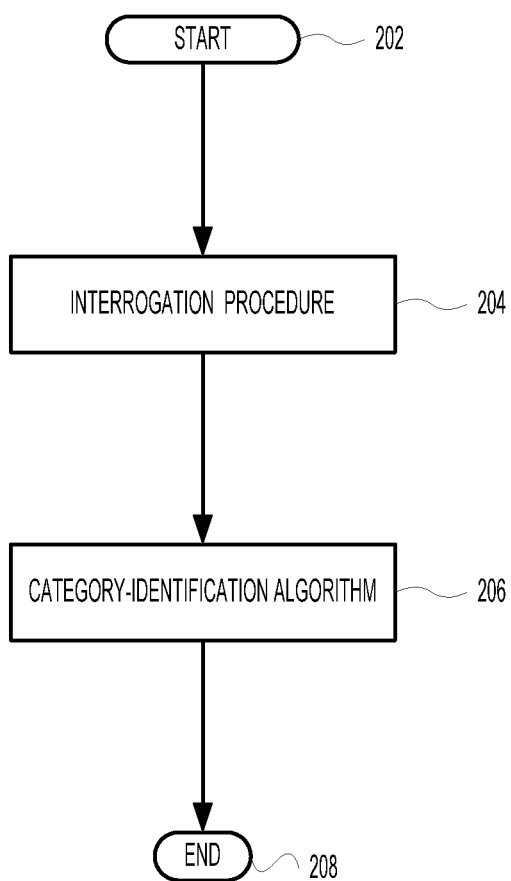 START
202
INTERROGATION PROCEDURE
204
CATEGORY-IDENTIFICATION ALGORITHM
206
END
208